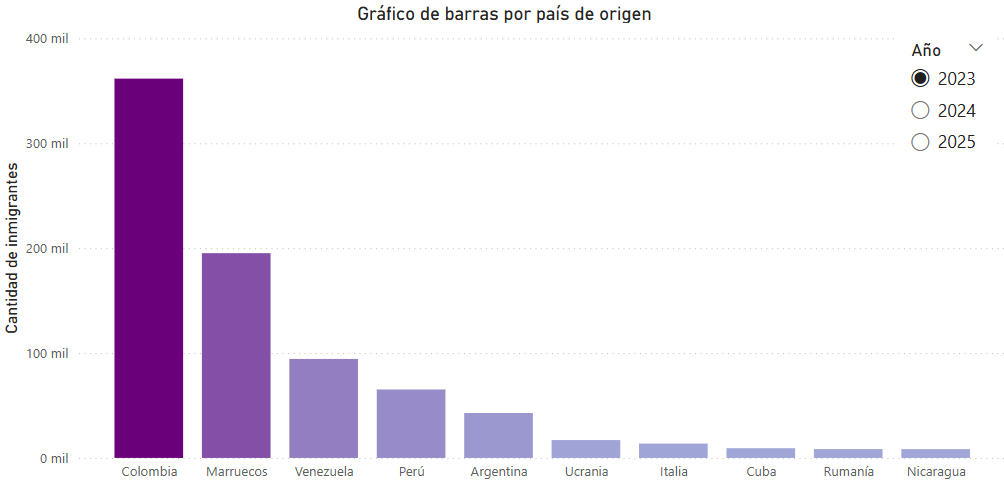 Gráfico de barras por país de origen
Cantidad de inmigrantes
400 mil
300 mil
200 mil
100 mil
0 mil
Colombia
Marruecos
Venezuela
Perú
Argentina
Ucrania
Italia
Cuba
Rumanía
Nicaragua
Año
2023
2024
2025